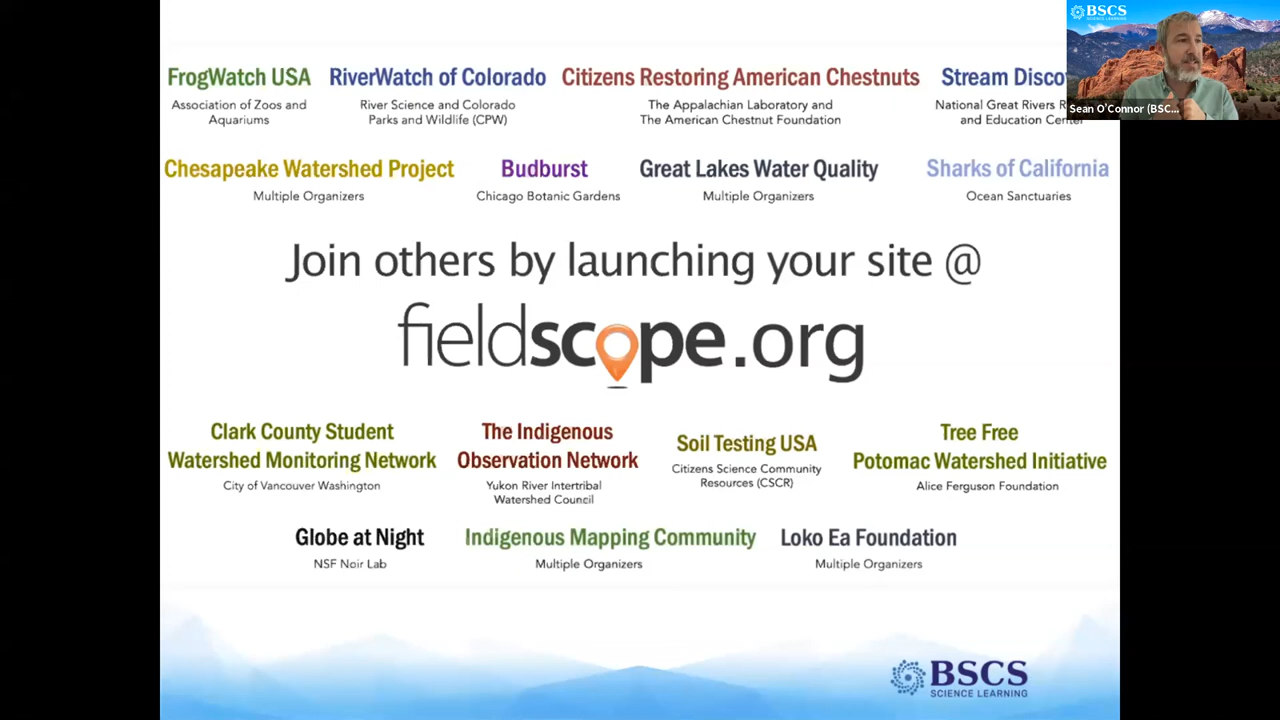 BSCS
SCIENCE LEARNING
Sean O'Connor (BSC...
FrogWatch USA
Association of Zoos and
Aquariums
RiverWatch of Colorado
River Science and Colorado
Parks and Wildlife (CPW)
Citizens Restoring American Chestnuts
The Appalachian Laboratory and
The American Chestnut Foundation
Stream Disco
National Great Rivers R
and Education Center
Chesapeake Watershed Project
Multiple Organizers
Budburst
Chicago Botanic Gardens
Great Lakes Water Quality
Multiple Organizers
Sharks of California
Ocean Sanctuaries
Join others by launching your site @
fieldscope.org
Clark County Student
Watershed Monitoring Network
City of Vancouver Washington
The Indigenous
Observation Network
Yukon River Intertribal
Watershed Council
Soil Testing USA
Citizens Science Community
Resources (CSCR)
Tree Free
Potomac Watershed Initiative
Alice Ferguson Foundation
Globe at Night
NSF Noir Lab
Indigenous Mapping Community
Multiple Organizers
Loko Ea Foundation
Multiple Organizers
BSCS
SCIENCE LEARNING